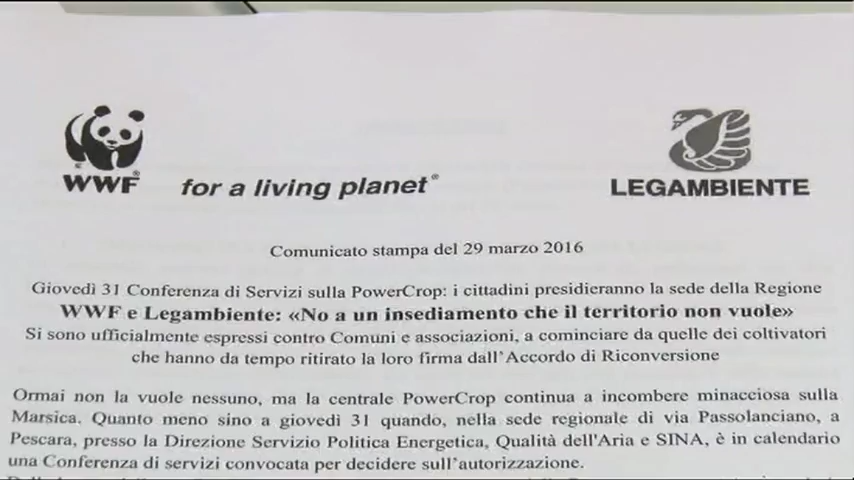 WWF® for a living planet® LEGAMBIENTE
Comunicato stampa del 29 marzo 2016
Giovedì 31 Conferenza di Servizi sulla PowerCrop: i cittadini presidieranno la sede della Regione
WWF e Legambiente: «No a un insediamento che il territorio non vuole»
Si sono ufficialmente espressi contro Comuni e associazioni, a cominciare da quelle dei coltivatori
che hanno da tempo ritirato la loro firma dall'Accordo di Riconversione
Ormai non la vuole nessuno, ma la centrale PowerCrop continua a incombere minacciosa sulla
Marsica. Quanto meno sino a giovedì 31 quando, nella sede regionale di via Passolanciano, a
Pescara, presso la Direzione Servizio Politica Energetica, Qualità dell'Aria e SINA, è in calendario
una Conferenza di servizi convocata per decidere sull'autorizzazione.